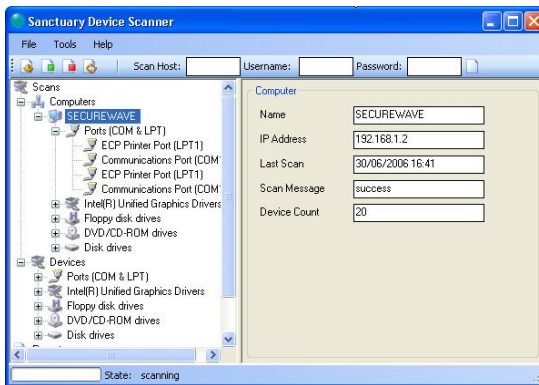 Sanctuary Device Scanner
File Tools Help
Scan Host: Username: Password:
Scans
Computers
SECUREWAVE
Ports (COM & LPT)
ECP Printer Port (LPT1)
Communications Port (COM
ECP Printer Port (LPT1)
Communications Port (COM
Intel(R) Unified Graphics Drivers
Floppy disk drives
DVD/CD-ROM drives
Disk drives
Devices
Ports (COM & LPT)
Intel(R) Unified Graphics Drivers
Floppy disk drives
DVD/CD-ROM drives
Disk drives
Computer
Name SECUREWAVE
IP Address 192.168.1.2
Last Scan 30/06/2006 16:41
Scan Message success
Device Count 20
State: scanning